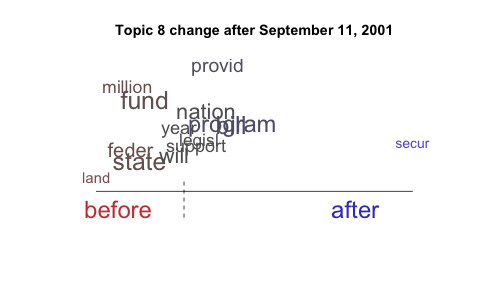 Topic 8 change after September 11, 2001
provid
million
fund
nation
program
bill
year
legisl
secur
support
feder
will
state
land
before
after